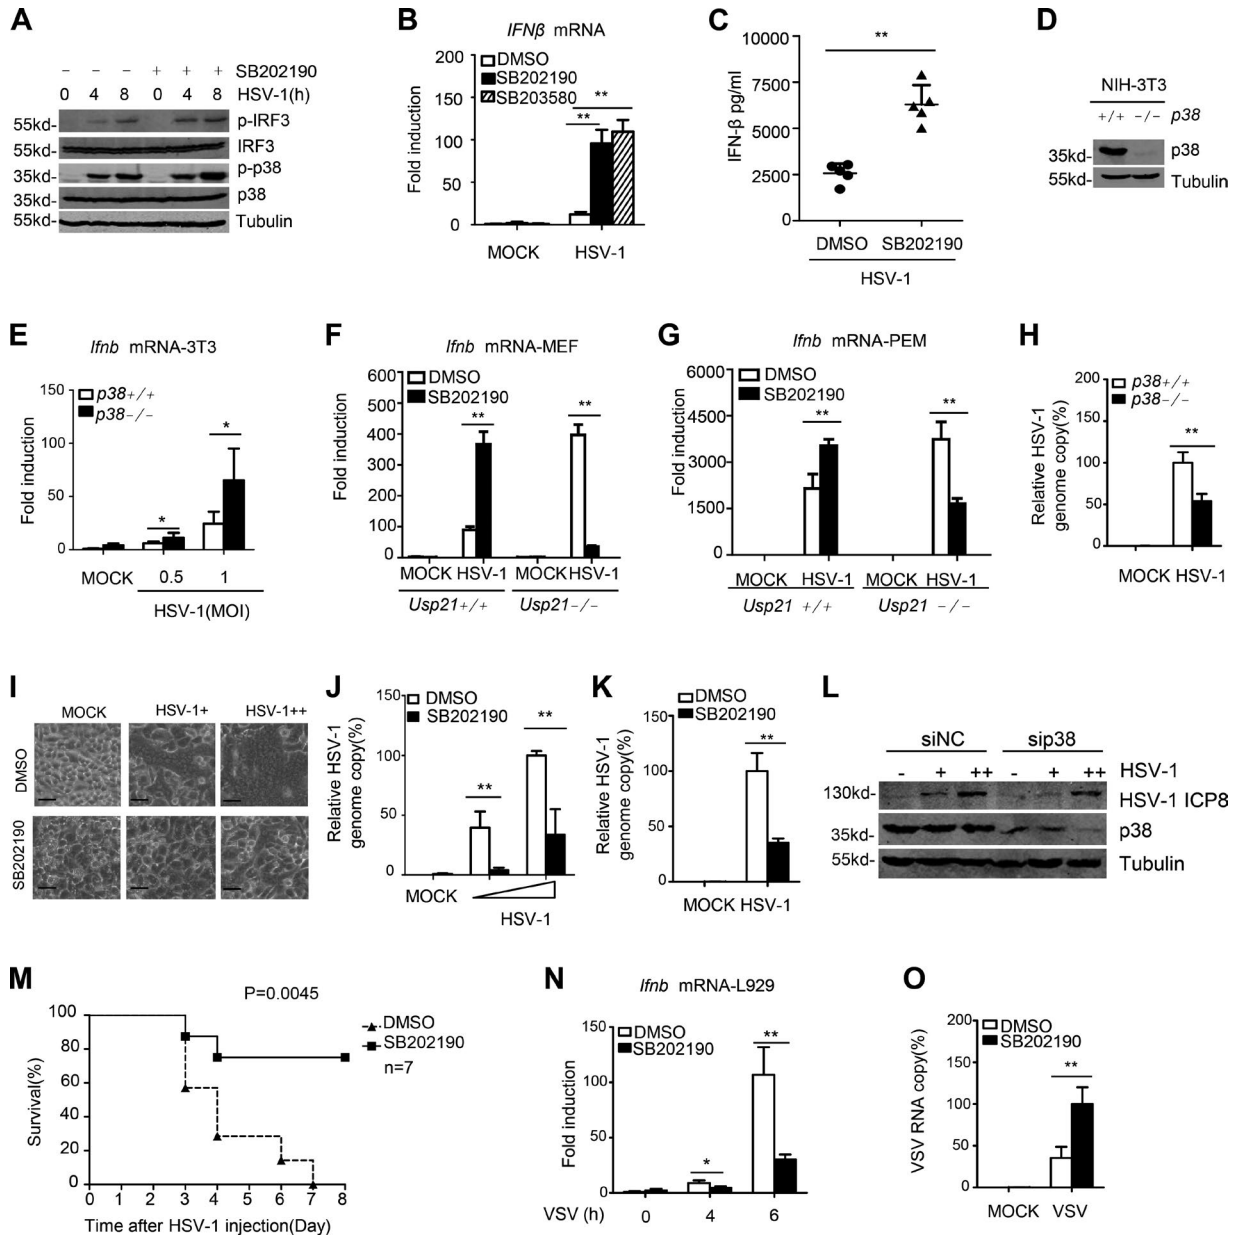 A
− − − + + + SB202190
0 4 8 0 4 8 HSV-1(h)
55kd- p-IRF3
55kd- IRF3
35kd- p-p38
35kd- p38
55kd- Tubulin
B
IFNβ mRNA
DMSO
SB202190
SB203580
Fold induction
200
150
100
50
0
** **
MOCK HSV-1
C
IFN-β pg/ml
10000
7500
5000
2500
0
**
DMSO SB202190
HSV-1
D
NIH-3T3
+/+ −/− p38
35kd- p38
55kd- Tubulin
E
Ifnb mRNA-3T3
p38+/+
p38−/−
Fold induction
150
100
50
0
* *
MOCK 0.5 1
HSV-1(MOI)
F
Ifnb mRNA-MEF
DMSO
SB202190
Fold induction
600
400
300
200
100
0
** **
MOCK HSV-1 MOCK HSV-1
Usp21+/+ Usp21−/−
G
Ifnb mRNA-PEM
DMSO
SB202190
Fold induction
6000
4500
3000
1500
0
** **
MOCK HSV-1 MOCK HSV-1
Usp21 +/+ Usp21 −/−
H
p38+/+
p38−/−
Relative HSV-1
genome copy(%)
200
150
100
50
0
**
MOCK HSV-1
I
MOCK HSV-1+ HSV-1++
DMSO
SB202190
J
DMSO
SB202190
Relative HSV-1
genome copy(%)
150
100
50
0
** **
MOCK
HSV-1
K
DMSO
SB202190
Relative HSV-1
genome copy(%)
150
100
50
0
**
MOCK HSV-1
L
siNC sip38
- + ++ - + ++ HSV-1
130kd- HSV-1 ICP8
35kd- p38
55kd- Tubulin
M
P=0.0045
DMSO
SB202190
n=7
Survival(%)
100
80
60
40
20
0
0 1 2 3 4 5 6 7 8
Time after HSV-1 injection(Day)
N
Ifnb mRNA-L929
DMSO
SB202190
Fold induction
150
100
50
0
* **
VSV (h) 0 4 6
O
DMSO
SB202190
VSV RNA copy(%)
200
150
100
50
0
**
MOCK VSV